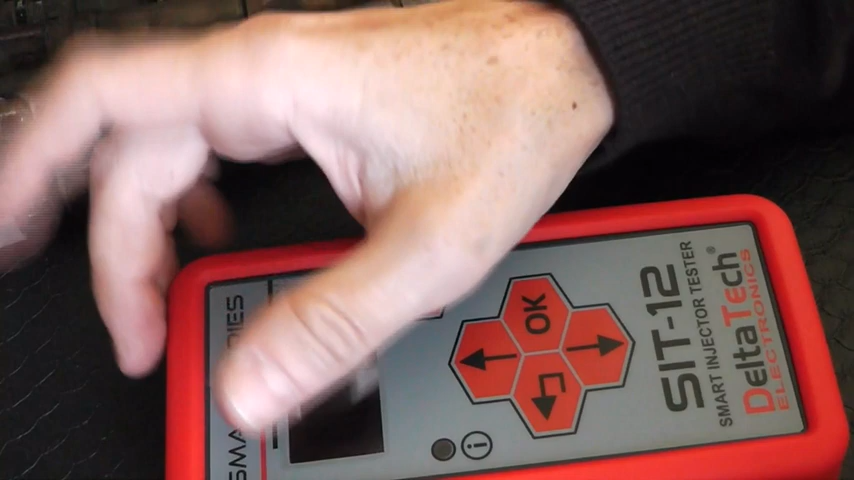 OK
SIT-12
SMART INJECTOR TESTER
DeltaTech®
ELECTRONICS
i